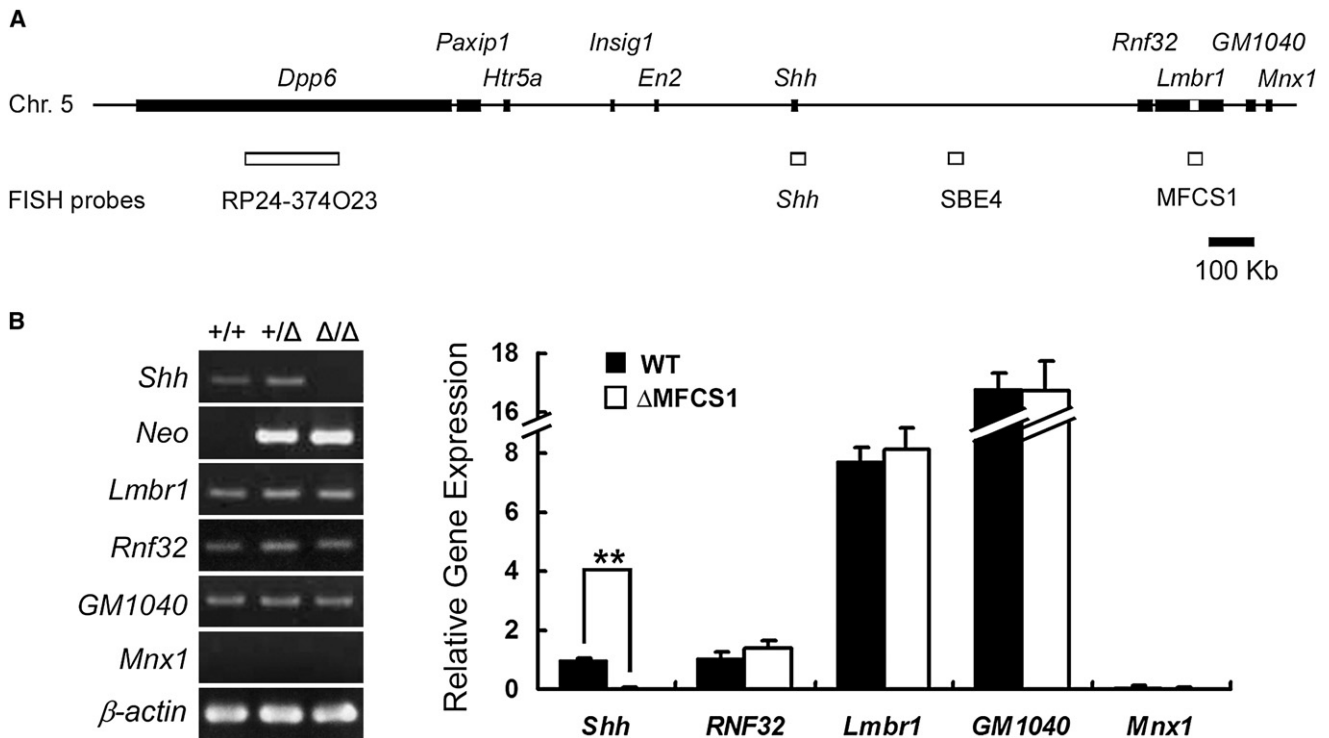 A
Paxip1 Insig1 Rnf32 GM1040
Dpp6 Htr5a En2 Shh Lmbr1 Mnx1
Chr. 5
FISH probes RP24-374O23 Shh SBE4 MFCS1
100 Kb
B
+/+ +/Δ Δ/Δ
Shh
Neo
Lmbr1
Rnf32
GM1040
Mnx1
β-actin
Relative Gene Expression
18
16
8
6
4
2
0
WT
ΔMFCS1
**
Shh RNF32 Lmbr1 GM1040 Mnx1